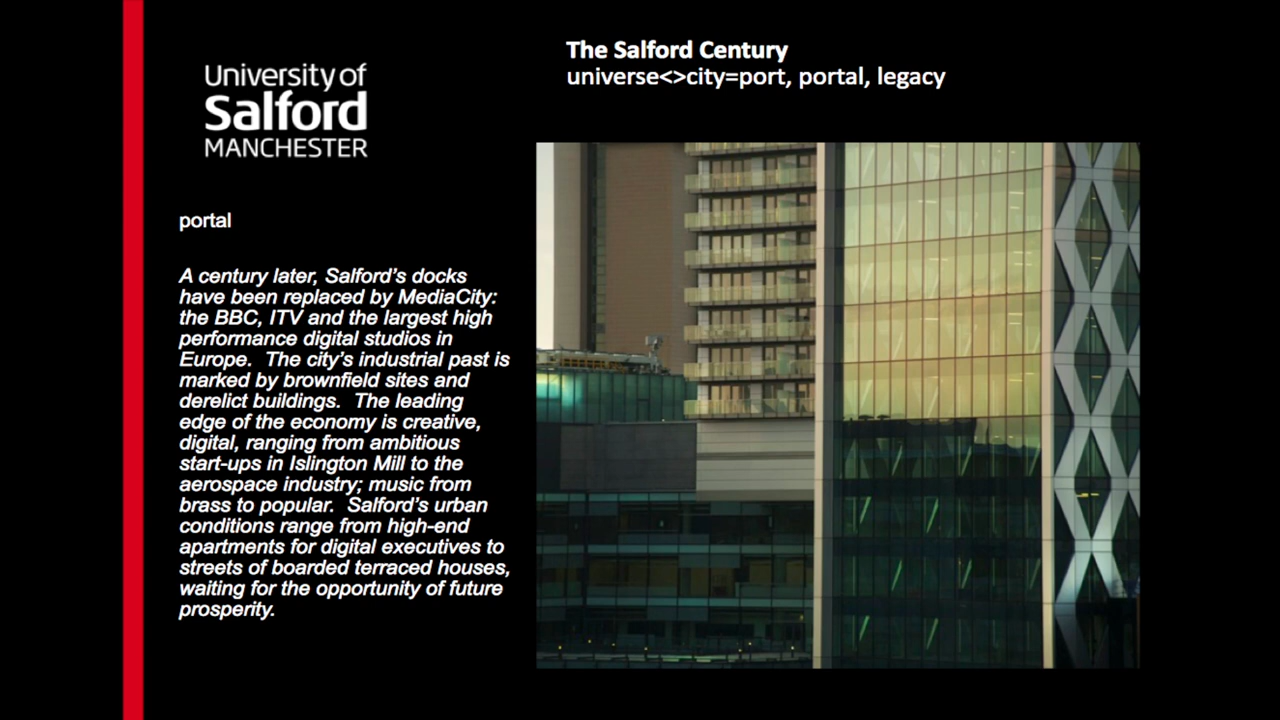 University of
Salford
MANCHESTER
The Salford Century
universe<>city=port, portal, legacy
portal
A century later, Salford’s docks
have been replaced by MediaCity:
the BBC, ITV and the largest high
performance digital studios in
Europe.  The city’s industrial past is
marked by brownfield sites and
derelict buildings.  The leading
edge of the economy is creative,
digital, ranging from ambitious
start-ups in Islington Mill to the
aerospace industry; music from
brass to popular.  Salford’s urban
conditions range from high-end
apartments for digital executives to
streets of boarded terraced houses,
waiting for the opportunity of future
prosperity.